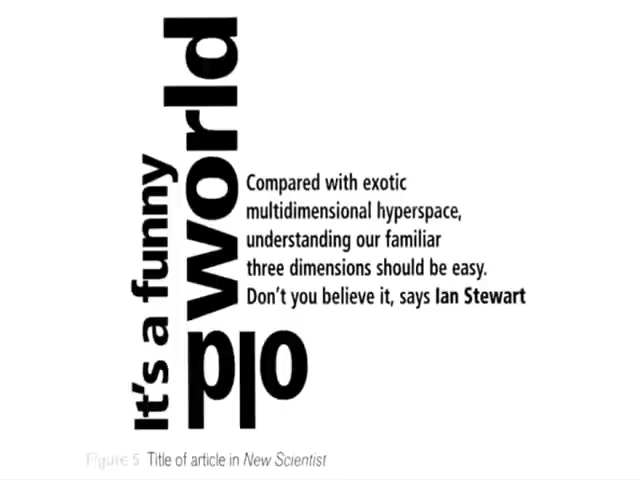 It's a funny
old
world
Compared with exotic
multidimensional hyperspace,
understanding our familiar
three dimensions should be easy.
Don't you believe it, says Ian Stewart
Figure 5 Title of article in New Scientist